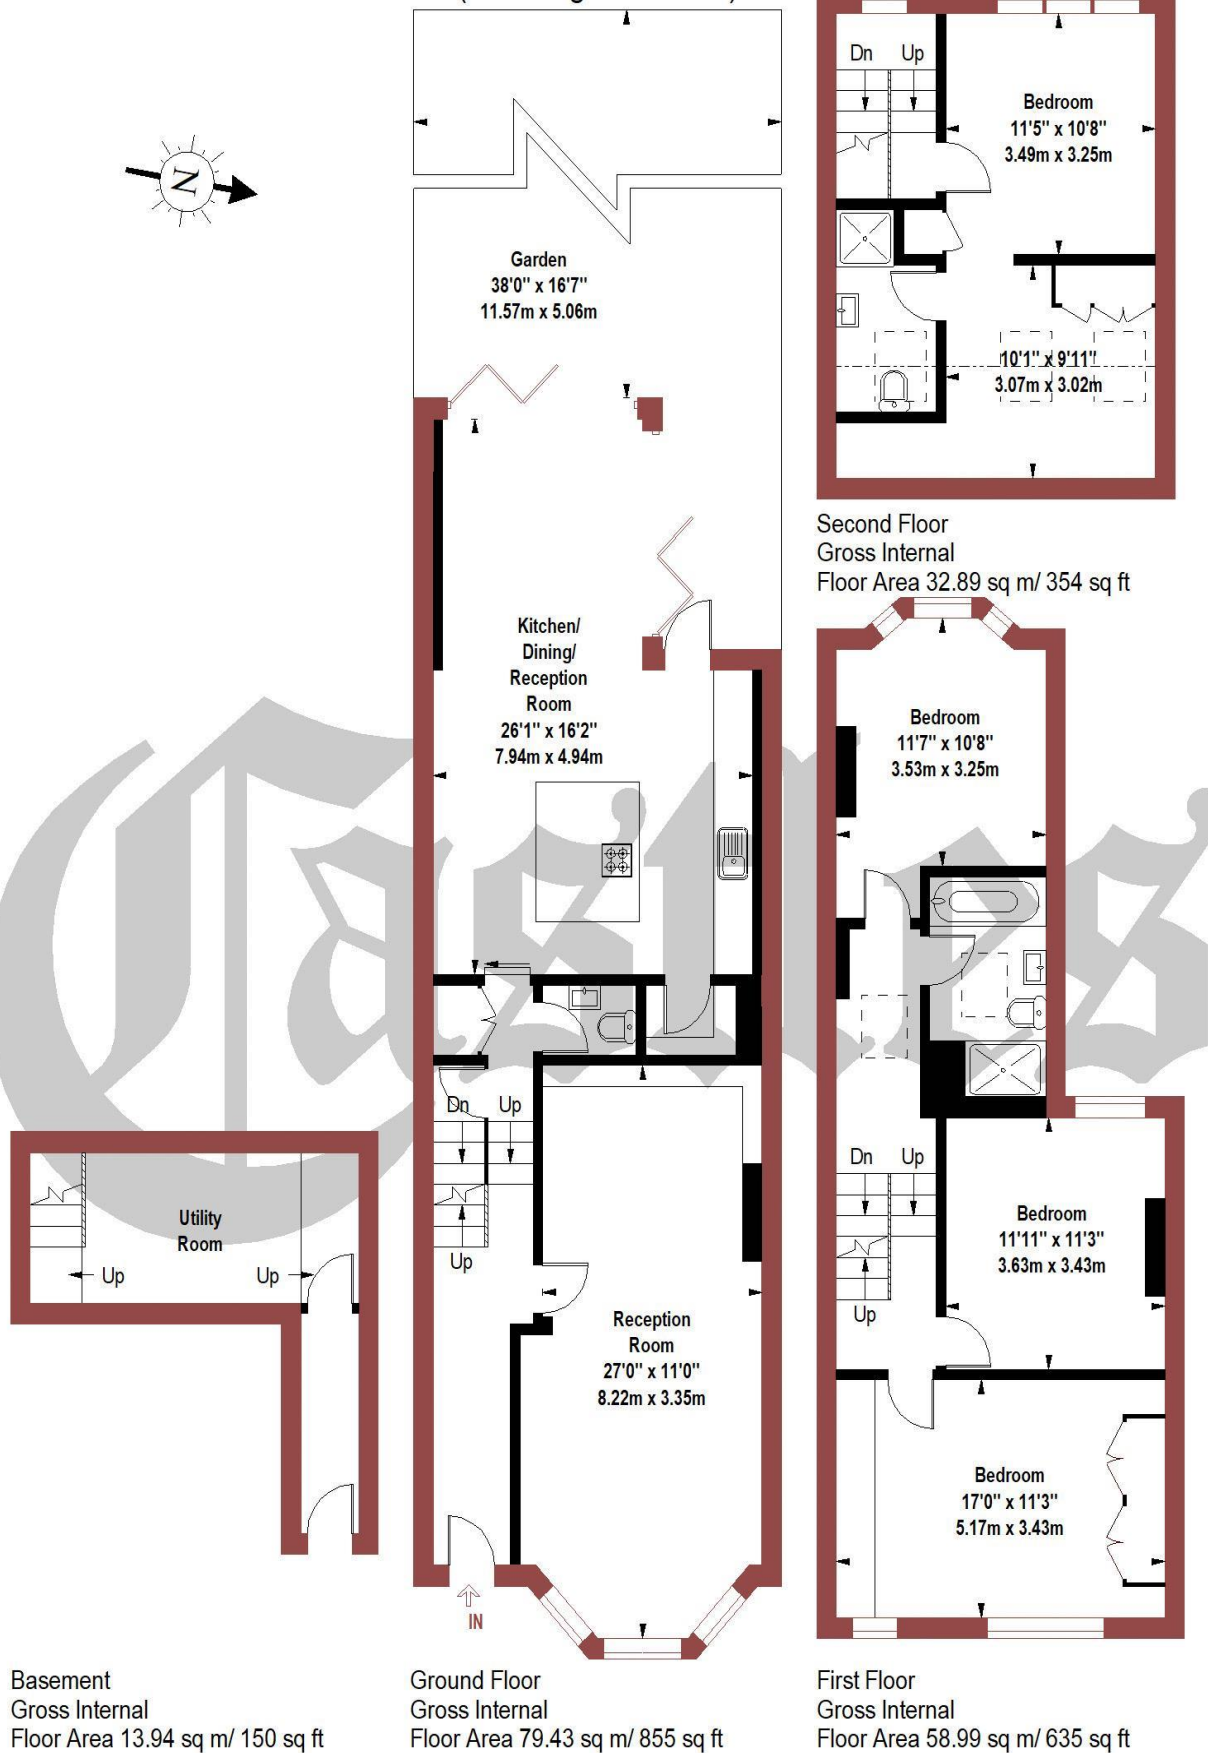 N
Garden
38'0" x 16'7"
11.57m x 5.06m
Kitchen/
Dining/
Reception
Room
26'1" x 16'2"
7.94m x 4.94m
Dn Up
Up
Reception
Room
27'0" x 11'0"
8.22m x 3.35m
IN
Ground Floor
Gross Internal
Floor Area 79.43 sq m/ 855 sq ft
Utility
Room
Up Up
Basement
Gross Internal
Floor Area 13.94 sq m/ 150 sq ft
Dn Up
Bedroom
11'5" x 10'8"
3.49m x 3.25m
10'1" x 9'11"
3.07m x 3.02m
Second Floor
Gross Internal
Floor Area 32.89 sq m/ 354 sq ft
Bedroom
11'7" x 10'8"
3.53m x 3.25m
Dn Up
Up
Bedroom
11'11" x 11'3"
3.63m x 3.43m
Bedroom
17'0" x 11'3"
5.17m x 3.43m
First Floor
Gross Internal
Floor Area 58.99 sq m/ 635 sq ft